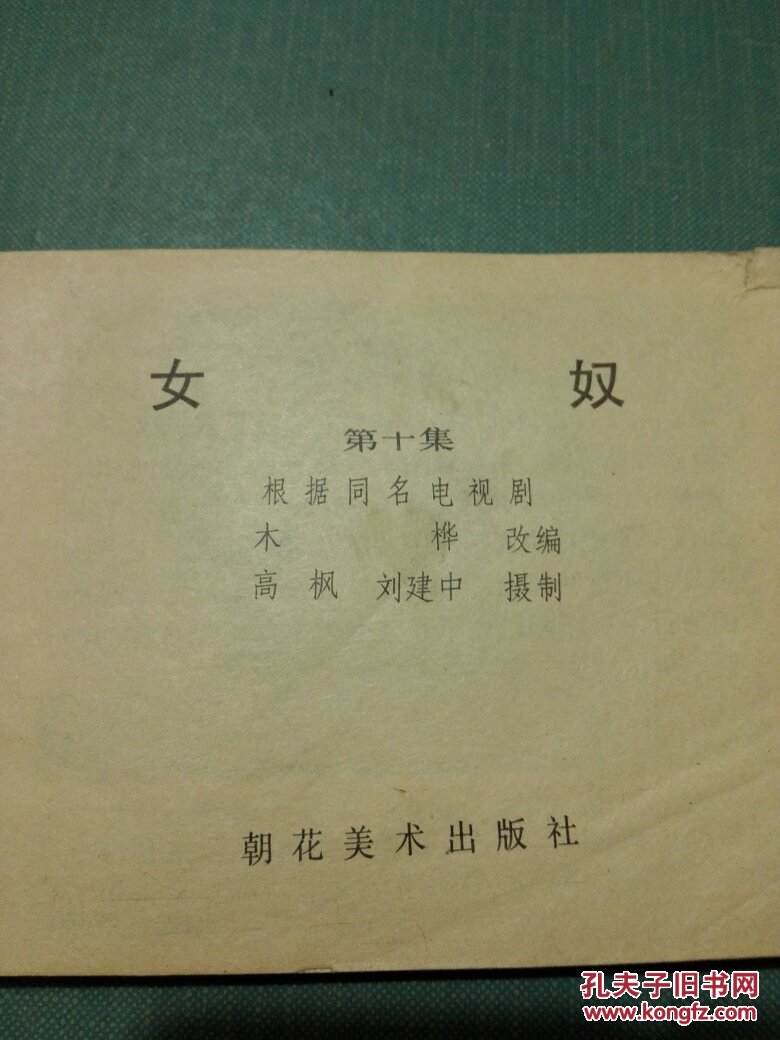 女 奴
第十集
根据同名电视剧
木 桦 改编
高枫 刘建中 摄制
朝花美术出版社
孔夫子旧书网
www.kongfz.com